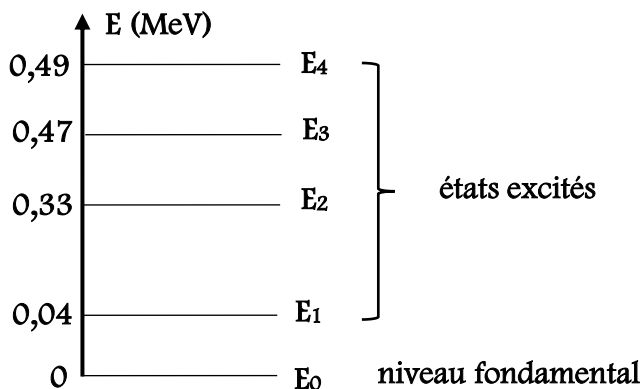 E (MeV)
0,49 E4
0,47 E3
0,33 E2
états excités
0,04 E1
0 E0 niveau fondamental